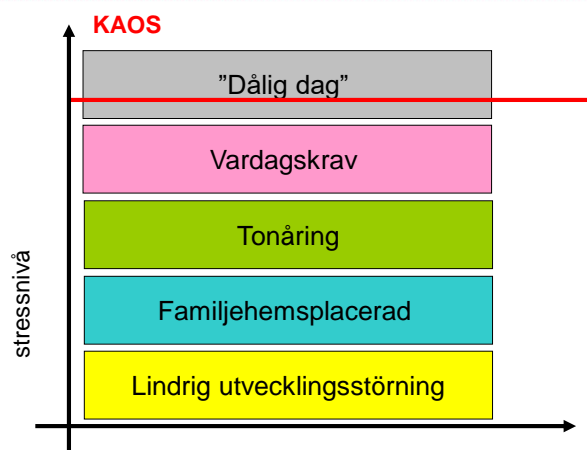 KAOS
”Dålig dag”
Vardagskrav
Tonåring
Familjehemsplacerad
Lindrig utvecklingsstörning
stressnivå